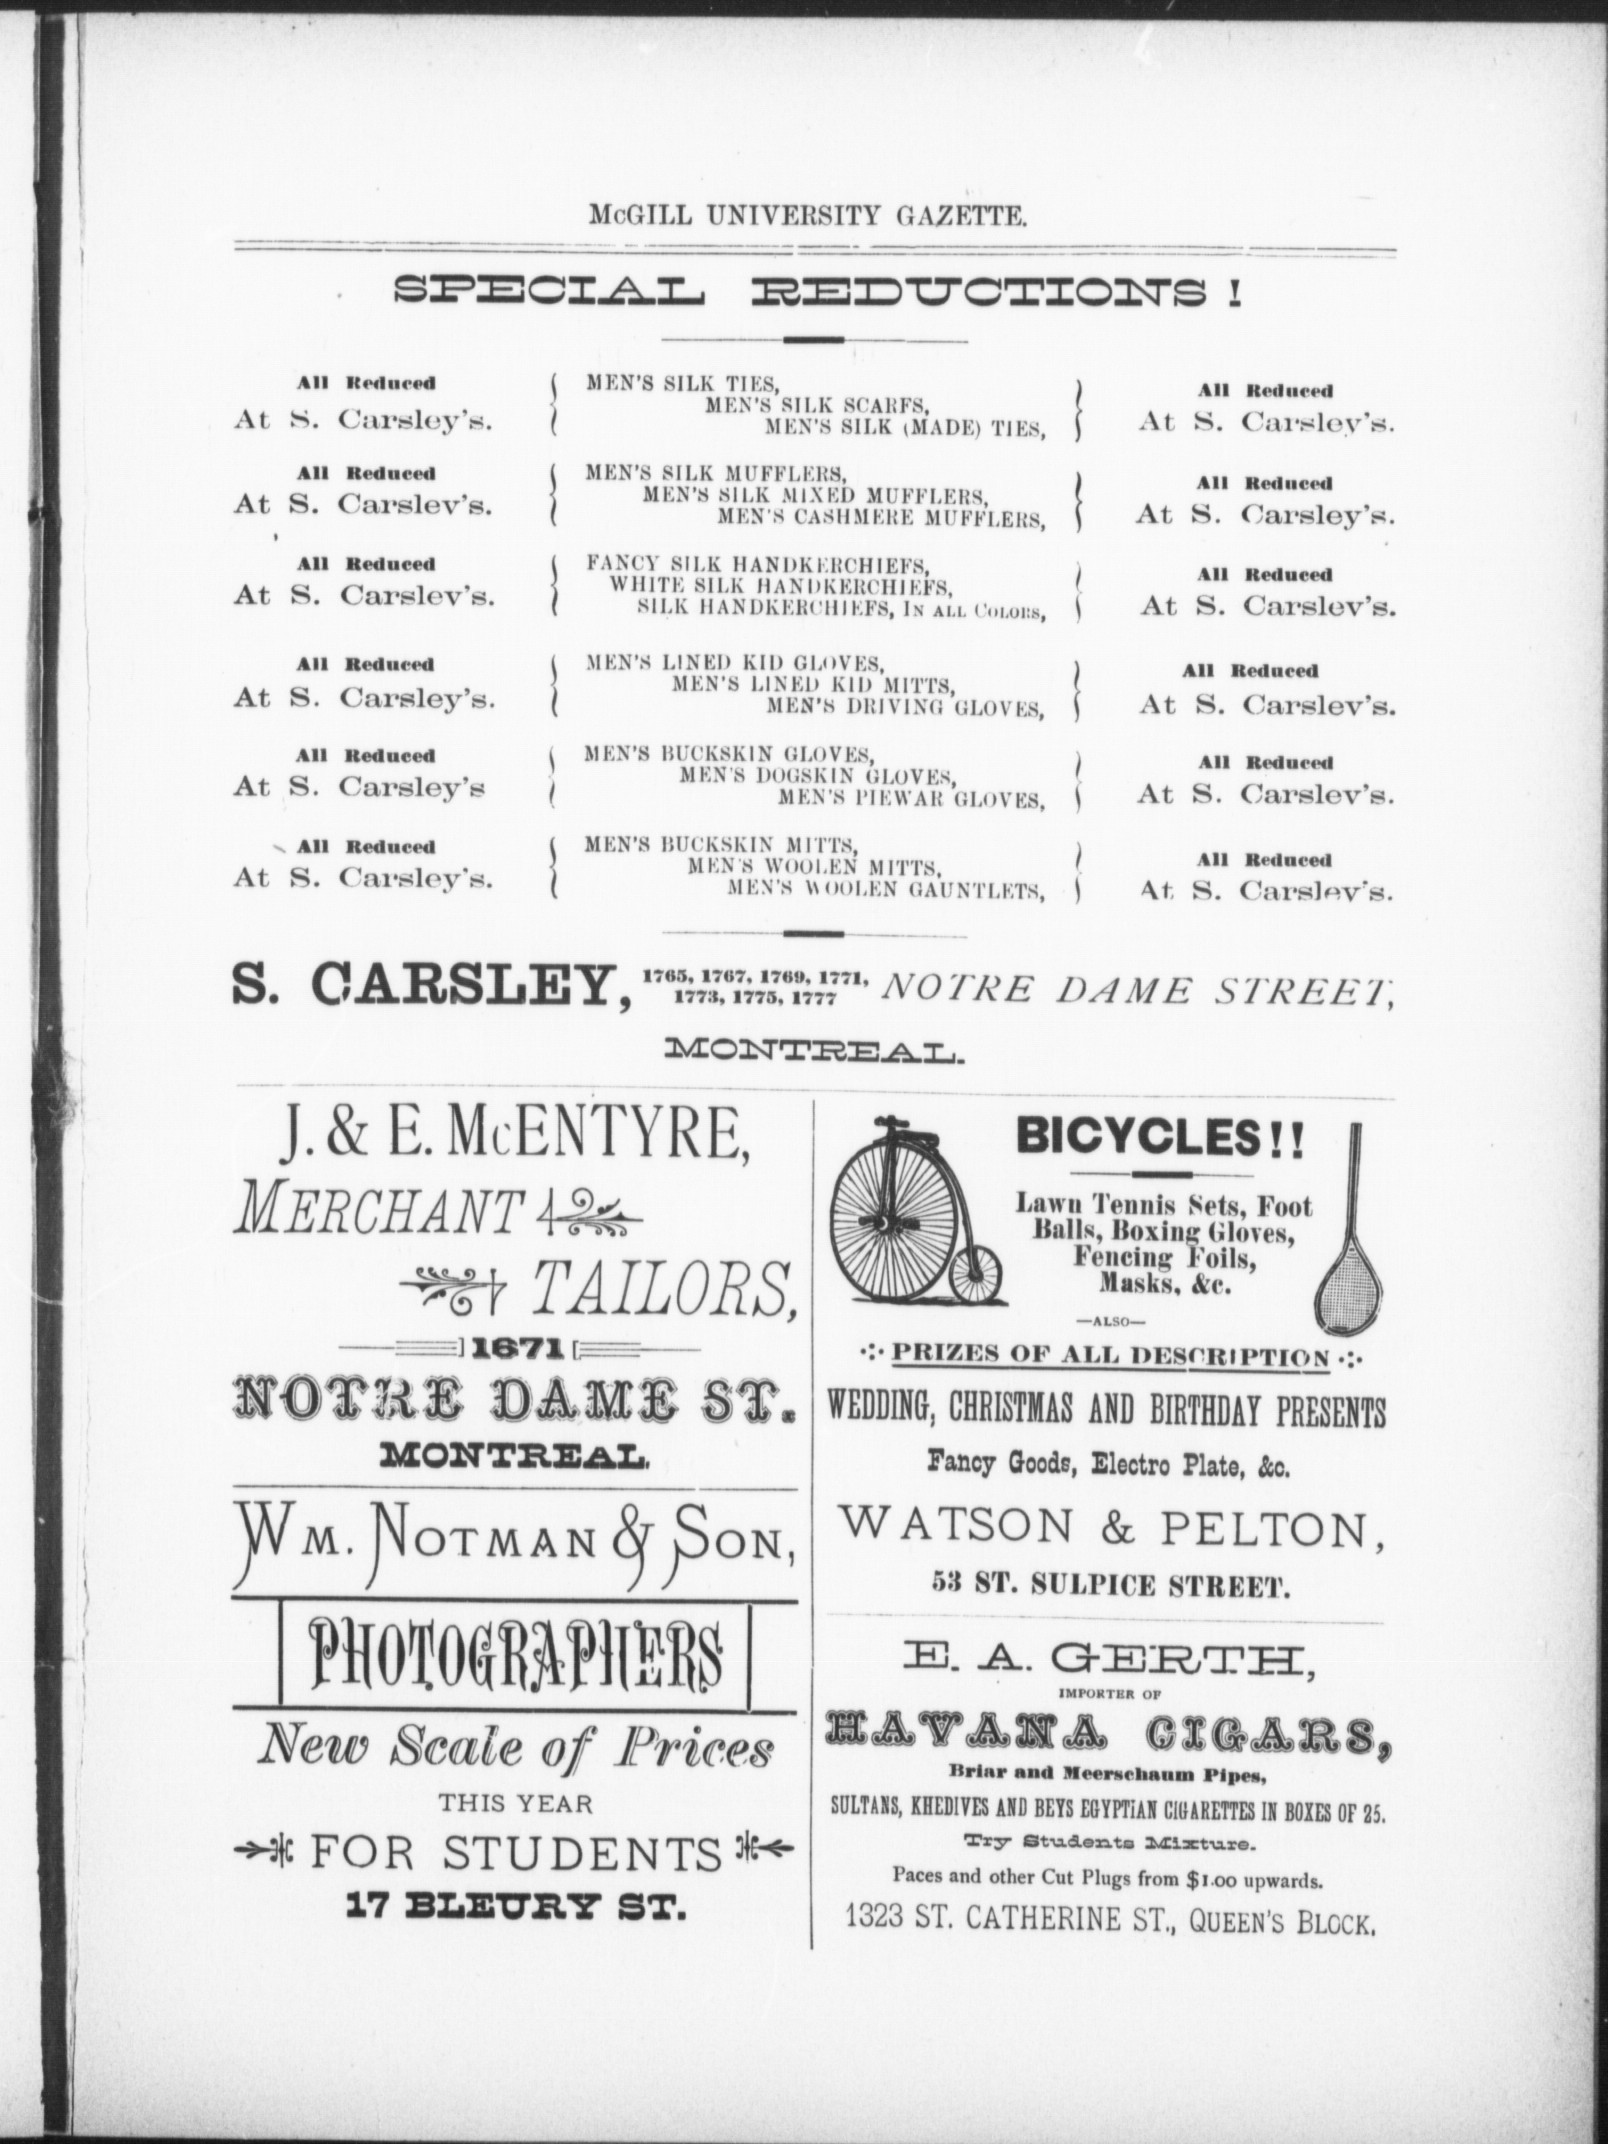 McGILL UNIVERSITY GAZETTE.
SPECIAL REDUCTIONS !
All Reduced
At S. Carsley's.
MEN'S SILK TIES,
MEN'S SILK SCARFS,
MEN'S SILK (MADE) TIES,
All Reduced
At S. Carsley's.
All Reduced
At S. Carsley's.
MEN'S SILK MUFFLERS,
MEN'S SILK MIXED MUFFLERS,
MEN'S CASHMERE MUFFLERS,
All Reduced
At S. Carsley's.
All Reduced
At S. Carsley's.
FANCY SILK HANDKERCHIEFS,
WHITE SILK HANDKERCHIEFS,
SILK HANDKERCHIEFS, IN ALL COLORS,
All Reduced
At S. Carsley's.
All Reduced
At S. Carsley's.
MEN'S LINED KID GLOVES,
MEN'S LINED KID MITTS,
MEN'S DRIVING GLOVES,
All Reduced
At S. Carsley's.
All Reduced
At S. Carsley's
MEN'S BUCKSKIN GLOVES,
MEN'S DOGSKIN GLOVES,
MEN'S PIEWAR GLOVES,
All Reduced
At S. Carsley's.
All Reduced
At S. Carsley's.
MEN'S BUCKSKIN MITTS,
MEN'S WOOLEN MITTS,
MEN'S WOOLEN GAUNTLETS,
All Reduced
At S. Carsley's.
S. CARSLEY, 1765, 1767, 1769, 1771, 1773, 1775, 1777 NOTRE DAME STREET,
MONTREAL.
J. & E. McENTYRE,
MERCHANT
TAILORS,
1671
NOTRE DAME ST.
MONTREAL.
WM. NOTMAN & SON,
PHOTOGRAPHERS
New Scale of Prices
THIS YEAR
FOR STUDENTS
17 BLEURY ST.
BICYCLES!!
Lawn Tennis Sets, Foot
Balls, Boxing Gloves,
Fencing Foils,
Masks, &c.
—ALSO—
PRIZES OF ALL DESCRIPTION
WEDDING, CHRISTMAS AND BIRTHDAY PRESENTS
Fancy Goods, Electro Plate, &c.
WATSON & PELTON,
53 ST. SULPICE STREET.
E. A. GERTH,
IMPORTER OF
HAVANA CIGARS,
Briar and Meerschaum Pipes,
SULTANS, KHEDIVES AND BEYS EGYPTIAN CIGARETTES IN BOXES OF 25.
Try Students Mixture.
Paces and other Cut Plugs from $1.00 upwards.
1323 ST. CATHERINE ST., QUEEN'S BLOCK.